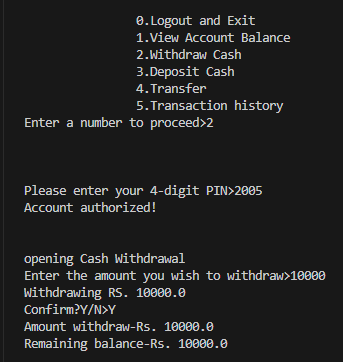 0.Logout and Exit
1.View Account Balance
2.Withdraw Cash
3.Deposit Cash
4.Transfer
5.Transaction history
Enter a number to proceed>2
Please enter your 4-digit PIN>2005
Account authorized!
opening Cash Withdrawal
Enter the amount you wish to withdraw>10000
Withdrawing RS. 10000.0
Confirm?Y/N>Y
Amount withdraw-Rs. 10000.0
Remaining balance-Rs. 10000.0